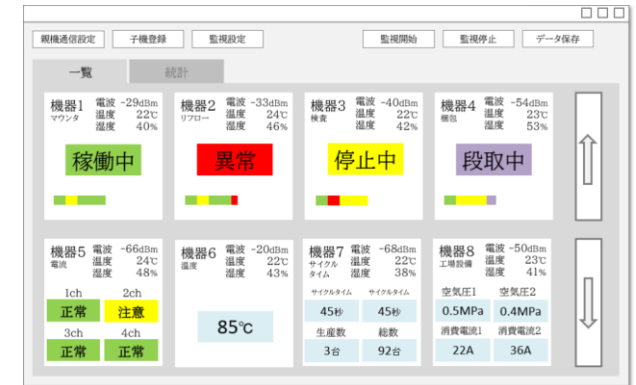 親機通信設定 子機登録 監視設定 監視開始 監視停止 データ保存
一覧 統計
機器1 マウンタ 電波 -29dBm
温度 22℃
湿度 40%
稼働中
機器2 リフロー 電波 -33dBm
温度 24℃
湿度 46%
異常
機器3 検査 電波 -40dBm
温度 22℃
湿度 42%
停止中
機器4 梱包 電波 -54dBm
温度 23℃
湿度 53%
段取中
機器5 電流 電波 -66dBm
温度 24℃
湿度 48%
1ch 2ch
正常 注意
3ch 4ch
正常 正常
機器6 温度 電波 -20dBm
温度 22℃
湿度 43%
85℃
機器7 サイクルタイム 電波 -68dBm
温度 22℃
湿度 38%
サイクルタイム サイクルタイム
45秒 45秒
生産数 総数
3台 92台
機器8 工場設備 電波 -50dBm
温度 23℃
湿度 41%
空気圧1 空気圧2
0.5MPa 0.4MPa
消費電流1 消費電流2
22A 36A